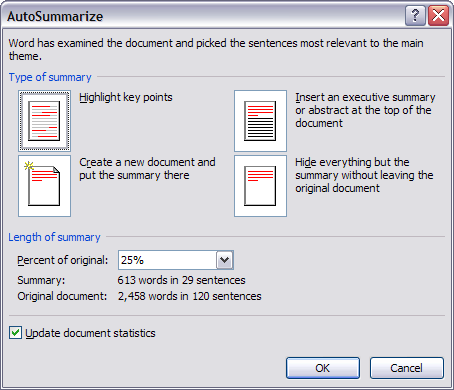 AutoSummarize
Word has examined the document and picked the sentences most relevant to the main
theme.
Type of summary
Highlight key points
Insert an executive summary
or abstract at the top of the
document
Create a new document and
put the summary there
Hide everything but the
summary without leaving the
original document
Length of summary
Percent of original: 25%
Summary: 613 words in 29 sentences
Original document: 2,458 words in 120 sentences
Update document statistics
OK Cancel